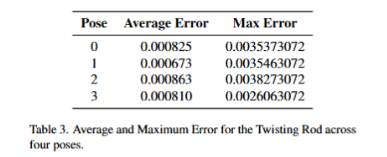 Pose Average Error Max Error
0 0.000825 0.0035373072
1 0.000673 0.0035463072
2 0.000863 0.0038273072
3 0.000810 0.0026063072
Table 3. Average and Maximum Error for the Twisting Rod across
four poses.